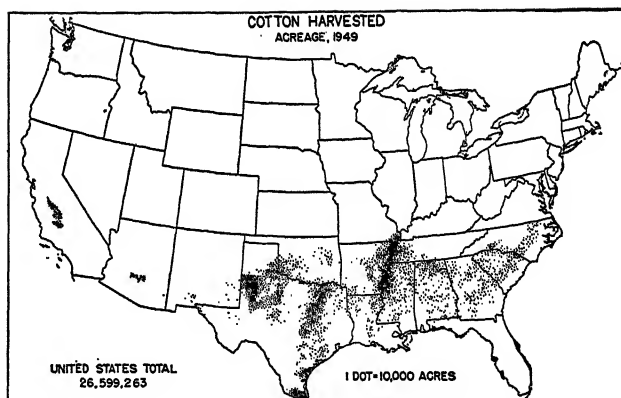 COTTON HARVESTED
ACREAGE, 1949
UNITED STATES TOTAL
26,599,263
1 DOT=10,000 ACRES